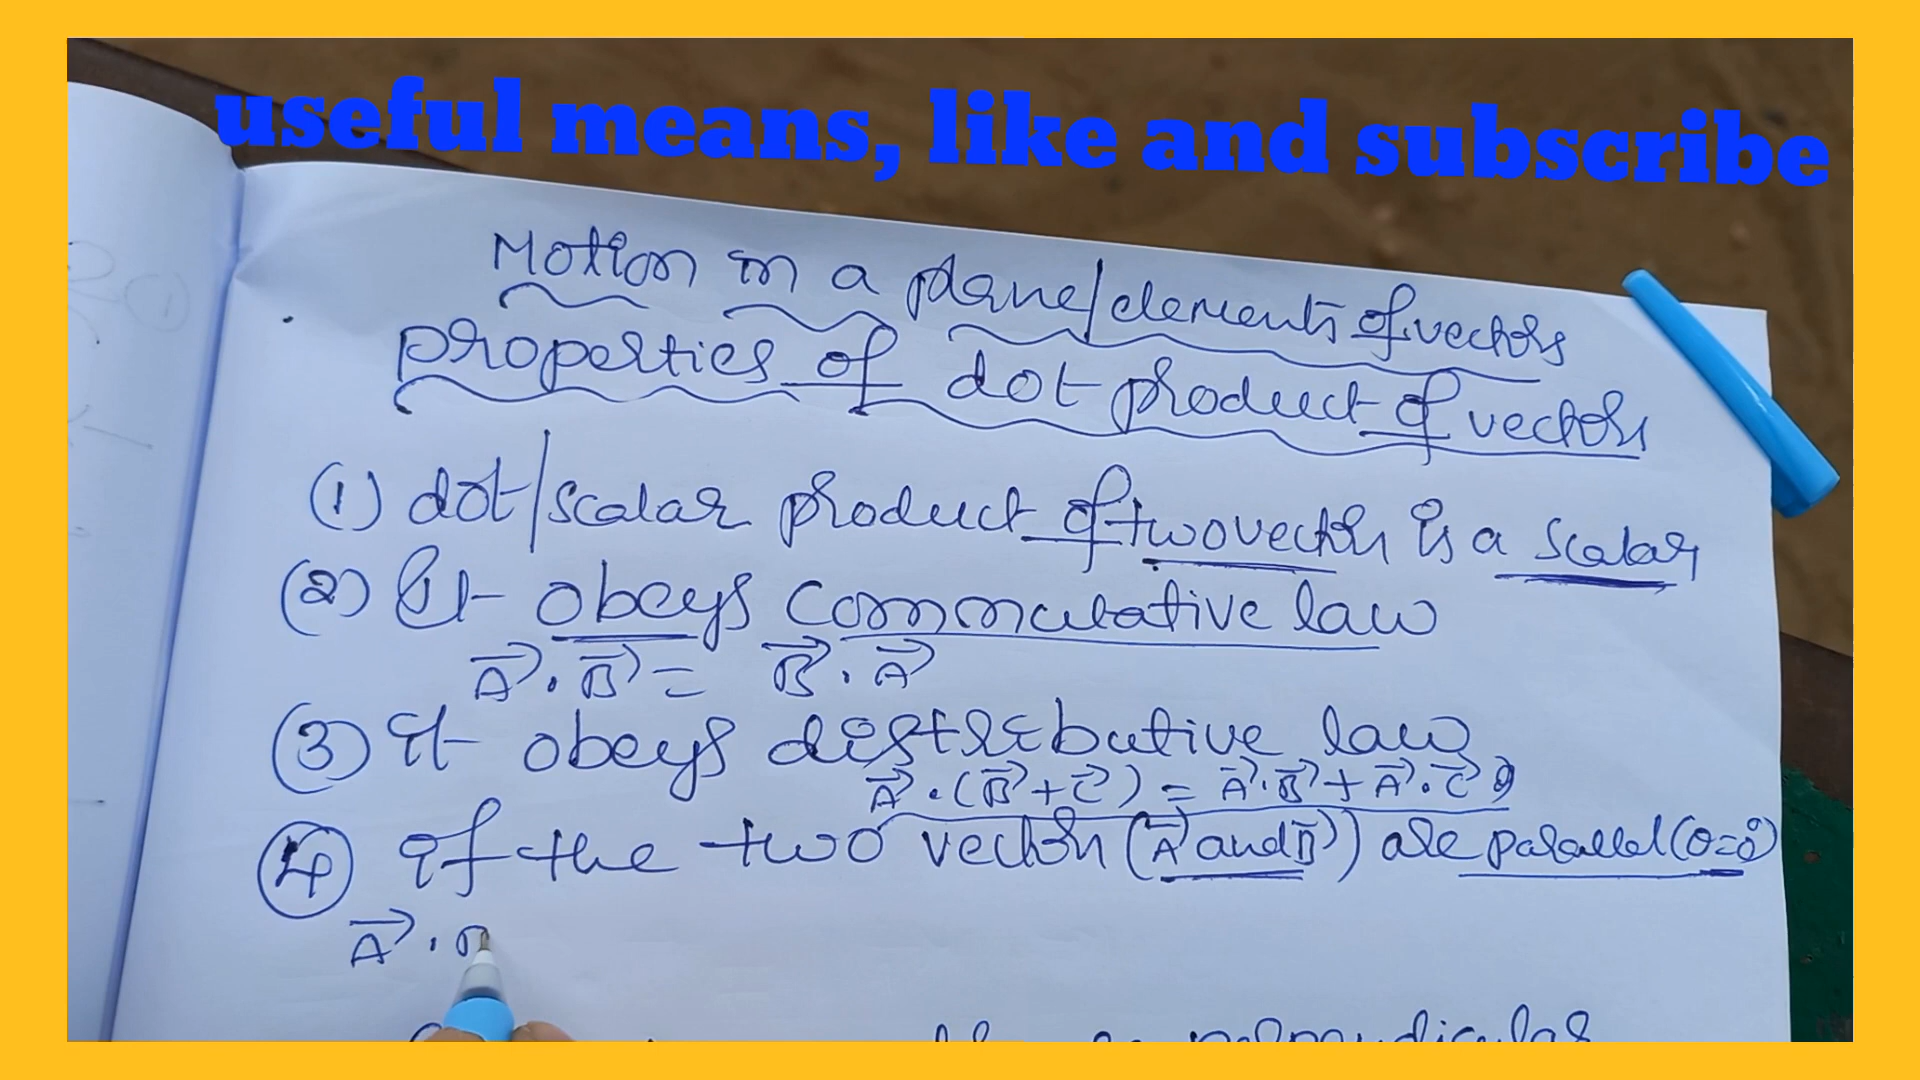 useful means, like and subscribe
Motion in a plane/elements of vectors
properties of dot product of vectors
(1) dot/scalar product of two vectors is a scalar
(2) It obeys commutative law
A⃗ · B⃗ = B⃗ · A⃗
(3) it obeys distributive law,
A⃗ · (B⃗ + C⃗) = A⃗ · B⃗ + A⃗ · C⃗
(4) if the two vectors (A⃗ and B⃗) are parallel (θ=0°)
A⃗ ·
perpendicular